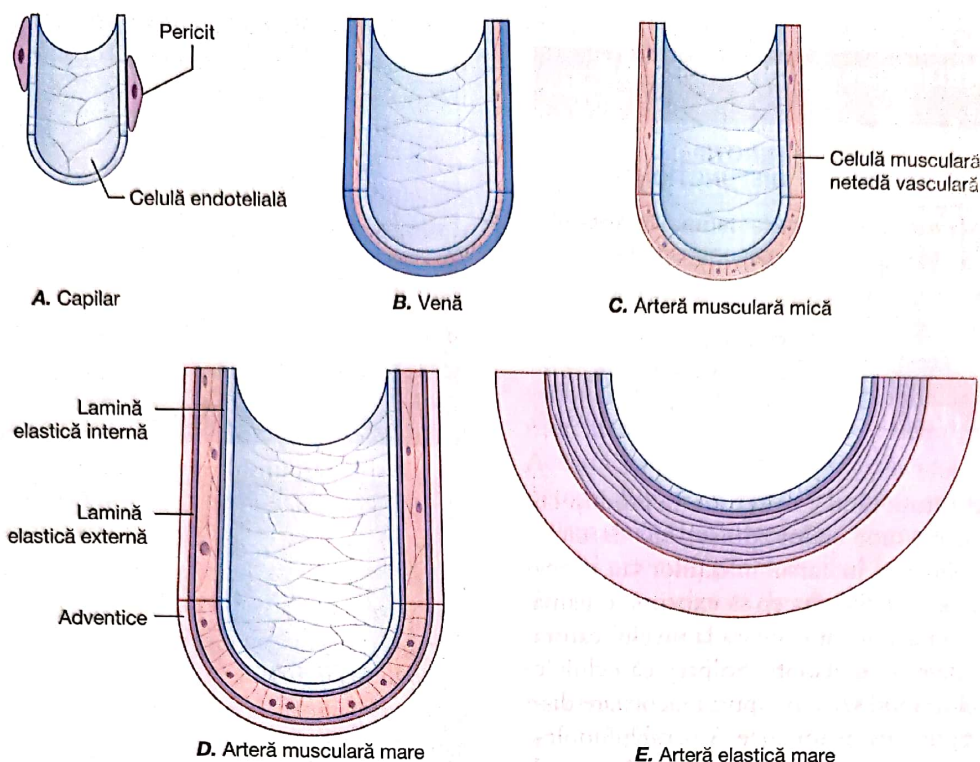 Pericit
Celulă endotelială
Celulă musculară
netedă vasculară
A. Capilar
B. Venă
C. Arteră musculară mică
Lamină
elastică internă
Lamină
elastică externă
Adventice
D. Arteră musculară mare
E. Arteră elastică mare